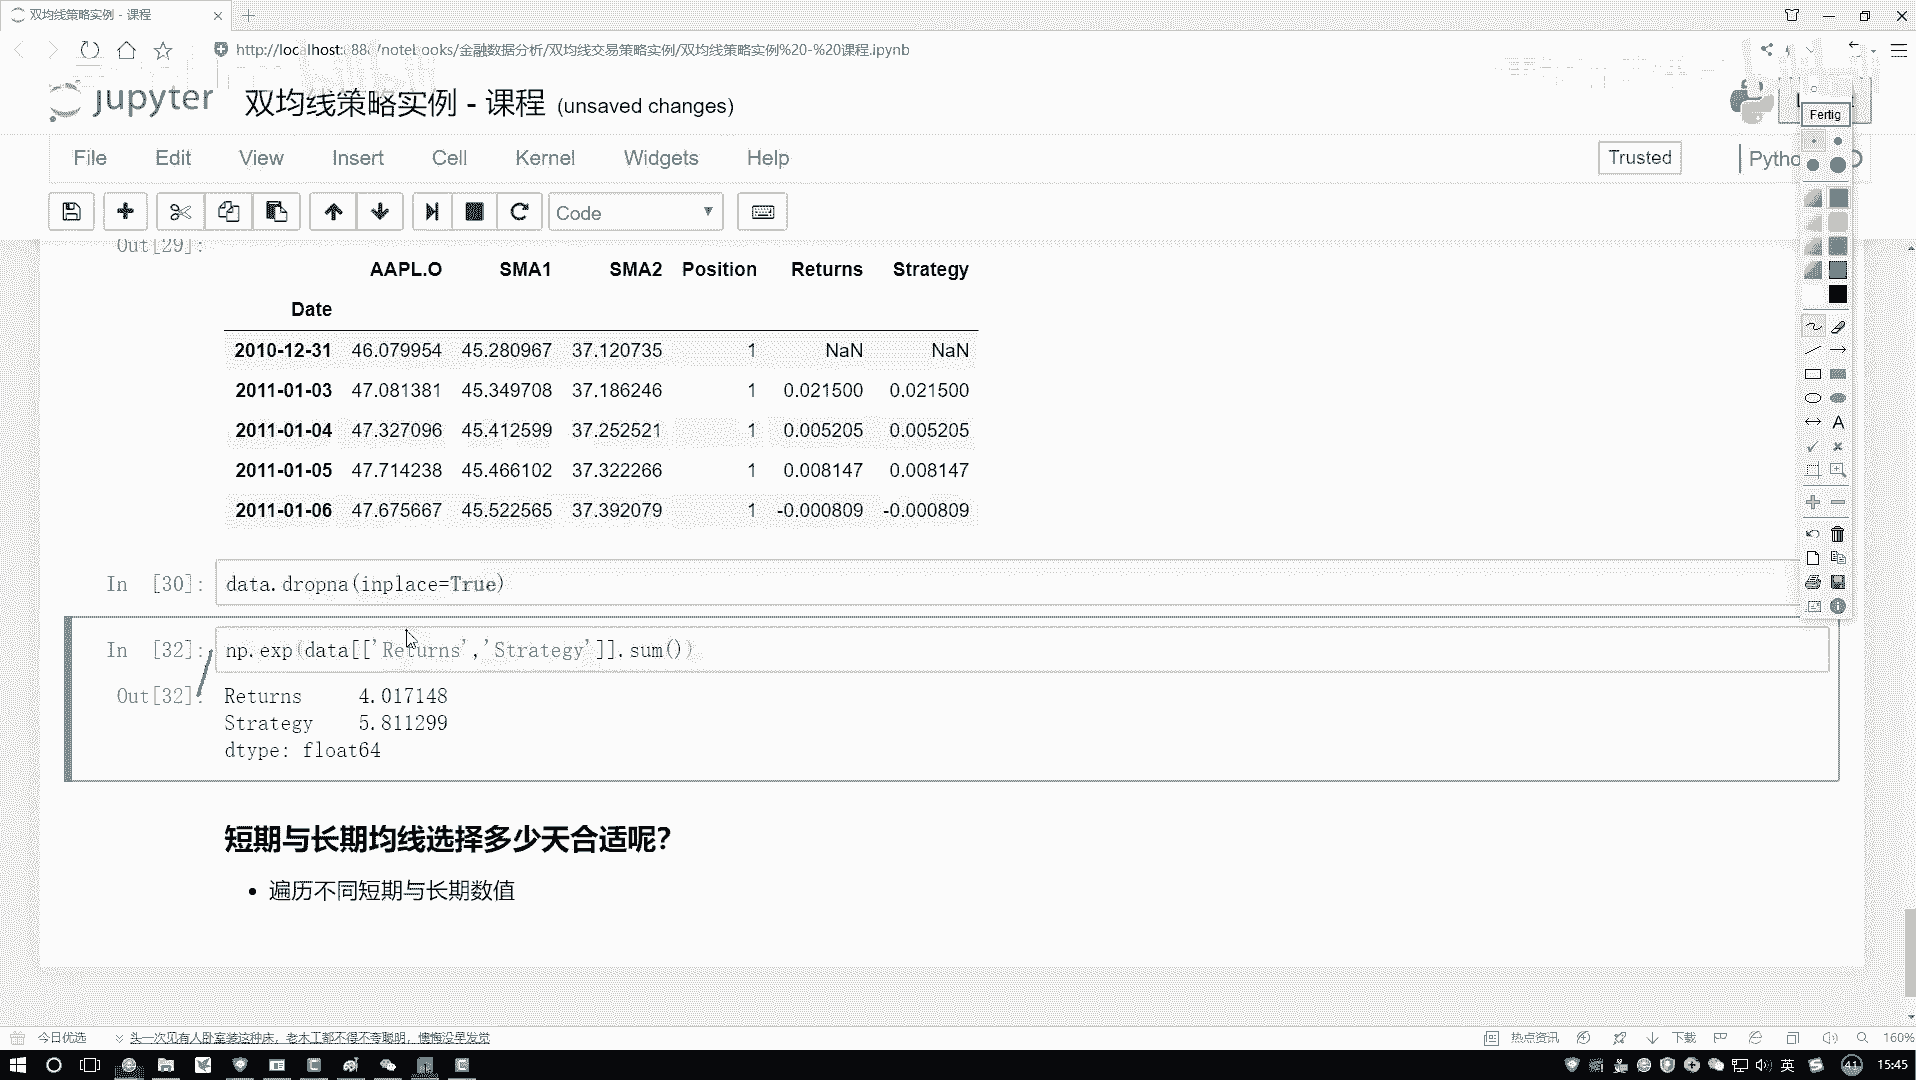 双均线策略实例 - 课程
/notebooks/金融数据分析/双均线交易策略实例/双均线策略实例%20-%20课程.ipynb
jupyter 双均线策略实例 - 课程 (unsaved changes)
Fertig
File Edit View Insert Cell Kernel Widgets Help
Trusted
Code
Out[29]:
AAPL.O SMA1 SMA2 Position Returns Strategy
Date
2010-12-31 46.079954 45.280967 37.120735 1 NaN NaN
2011-01-03 47.081381 45.349708 37.186246 1 0.021500 0.021500
2011-01-04 47.327096 45.412599 37.252521 1 0.005205 0.005205
2011-01-05 47.714238 45.466102 37.322266 1 0.008147 0.008147
2011-01-06 47.675667 45.522565 37.392079 1 -0.000809 -0.000809
In [30]: data.dropna(inplace=True)
In [32]: np.exp(data[['Returns','Strategy']].sum())
Out[32]: Returns 4.017148
Strategy 5.811299
dtype: float64
短期与长期均线选择多少天合适呢?
• 遍历不同短期与长期数值
今日优选
头一次见有人卧室装这种床，老木工都不得不夸聪明，懊悔没早发觉
热点资讯
下载
160%
英
41
15:45